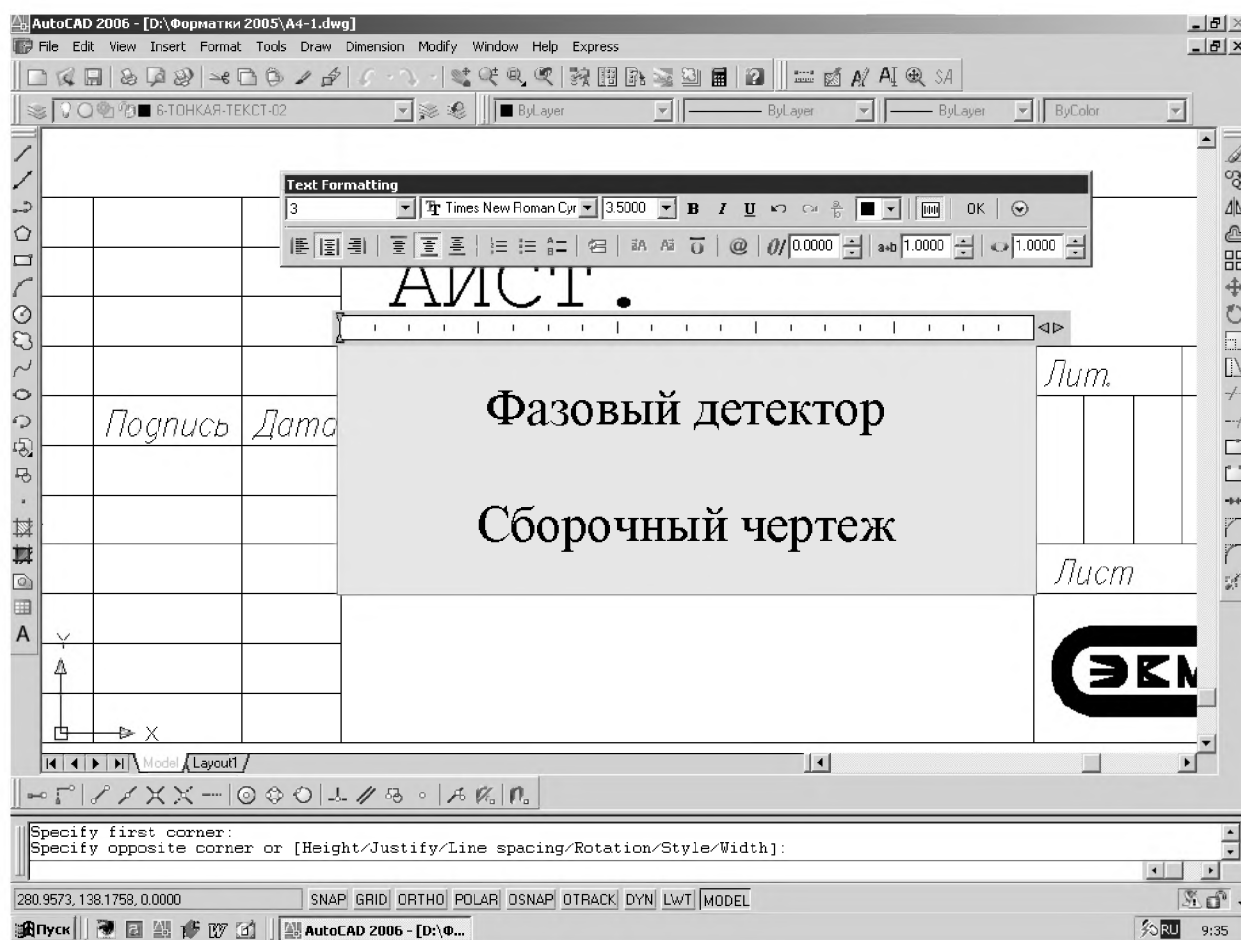 AutoCAD 2006 - [D:\Форматки 2005\A4-1.dwg]
File Edit View Insert Format Tools Draw Dimension Modify Window Help Express
6-ТОНКАЯ-ТЕКСТ-02 ByLayer ByLayer ByLayer ByColor
Text Formatting
3 Times New Roman Cyr 3.5000 B I U OK
@ 0/ 0.0000 a+b 1.0000 1.0000
АИСТ.
Лит.
Фазовый детектор
Подпись Дата
Сборочный чертеж
Лист
A
Y
ЭКМ
X
Model Layout1
Specify first corner:
Specify opposite corner or [Height/Justify/Line spacing/Rotation/Style/Width]:
280.9573, 138.1758, 0.0000 SNAP GRID ORTHO POLAR OSNAP OTRACK DYN LWT MODEL
Пуск AutoCAD 2006 - [D:\Ф... RU 9:35